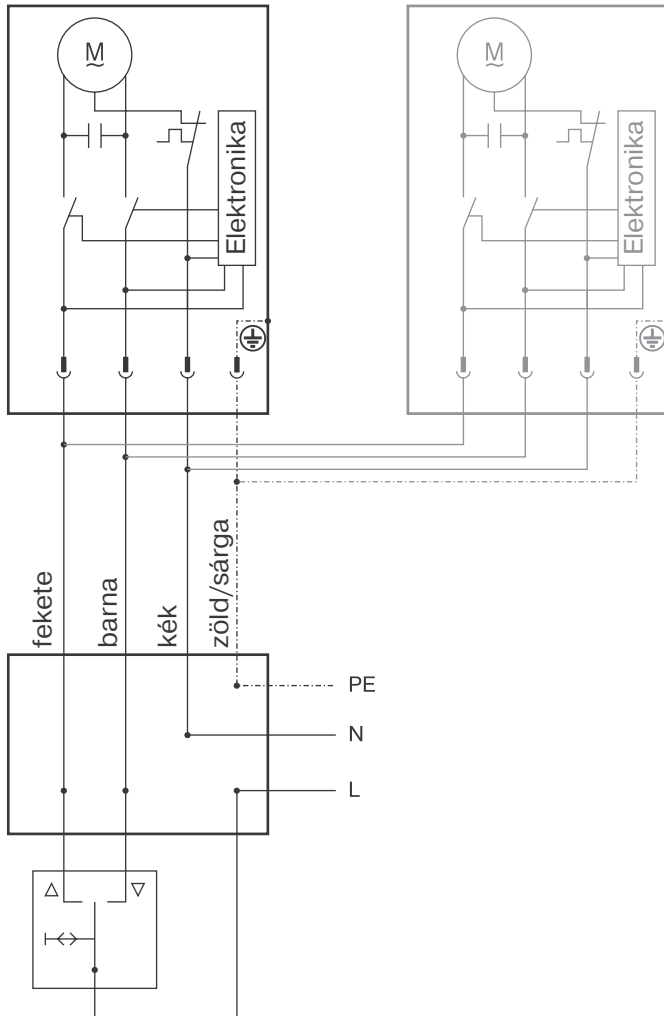 M
~
M
~
Elektronika
Elektronika
fekete
barna
kék
zöld/sárga
PE
N
L